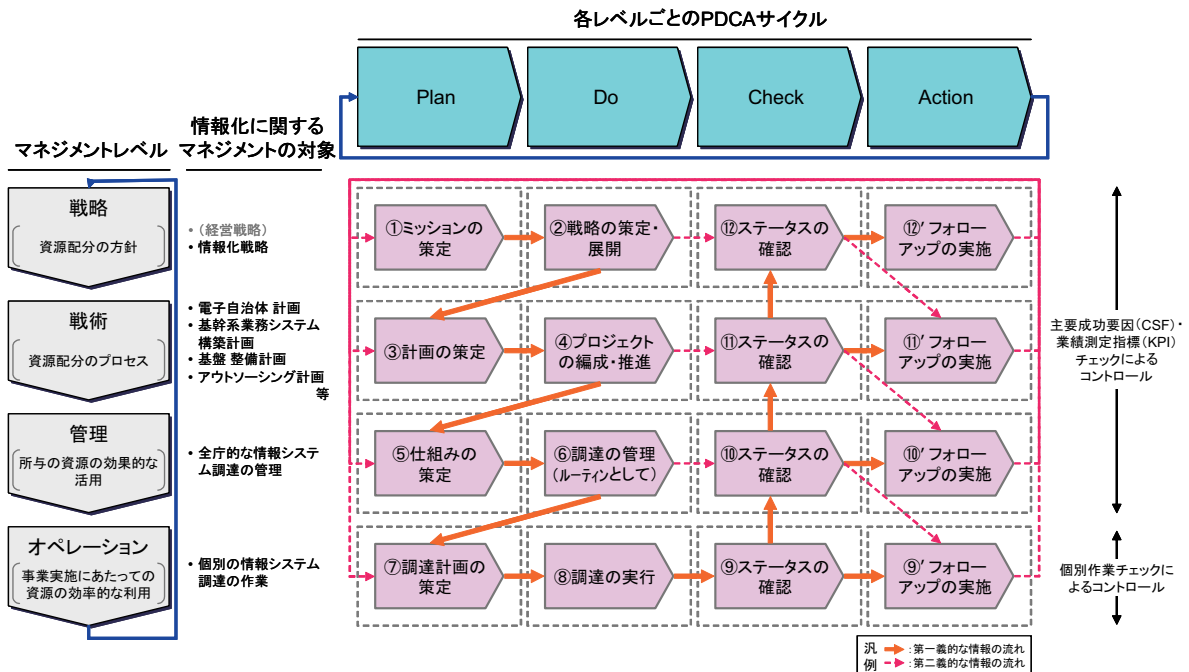 各レベルごとのPDCAサイクル
Plan
Do
Check
Action
マネジメントレベル
情報化に関する
マネジメントの対象
戦略
資源配分の方針
・(経営戦略)
・情報化戦略
①ミッションの
策定
②戦略の策定・
展開
⑫ステータスの
確認
⑫’フォロー
アップの実施
戦術
資源配分のプロセス
・電子自治体 計画
・基幹系業務システム
構築計画
・基盤 整備計画
・アウトソーシング計画
等
③計画の策定
④プロジェクト
の編成・推進
⑪ステータスの
確認
⑪’フォロー
アップの実施
主要成功要因(CSF)・
業績測定指標(KPI)
チェックによる
コントロール
管理
所与の資源の効果的な
活用
・全庁的な情報システ
ム調達の管理
⑤仕組みの
策定
⑥調達の管理
(ルーティンとして)
⑩ステータスの
確認
⑩’フォロー
アップの実施
オペレーション
事業実施にあたっての
資源の効率的な利用
・個別の情報システム
調達の作業
⑦調達計画の
策定
⑧調達の実行
⑨ステータスの
確認
⑨’フォロー
アップの実施
個別作業チェックに
よるコントロール
汎例
:第一義的な情報の流れ
:第二義的な情報の流れ